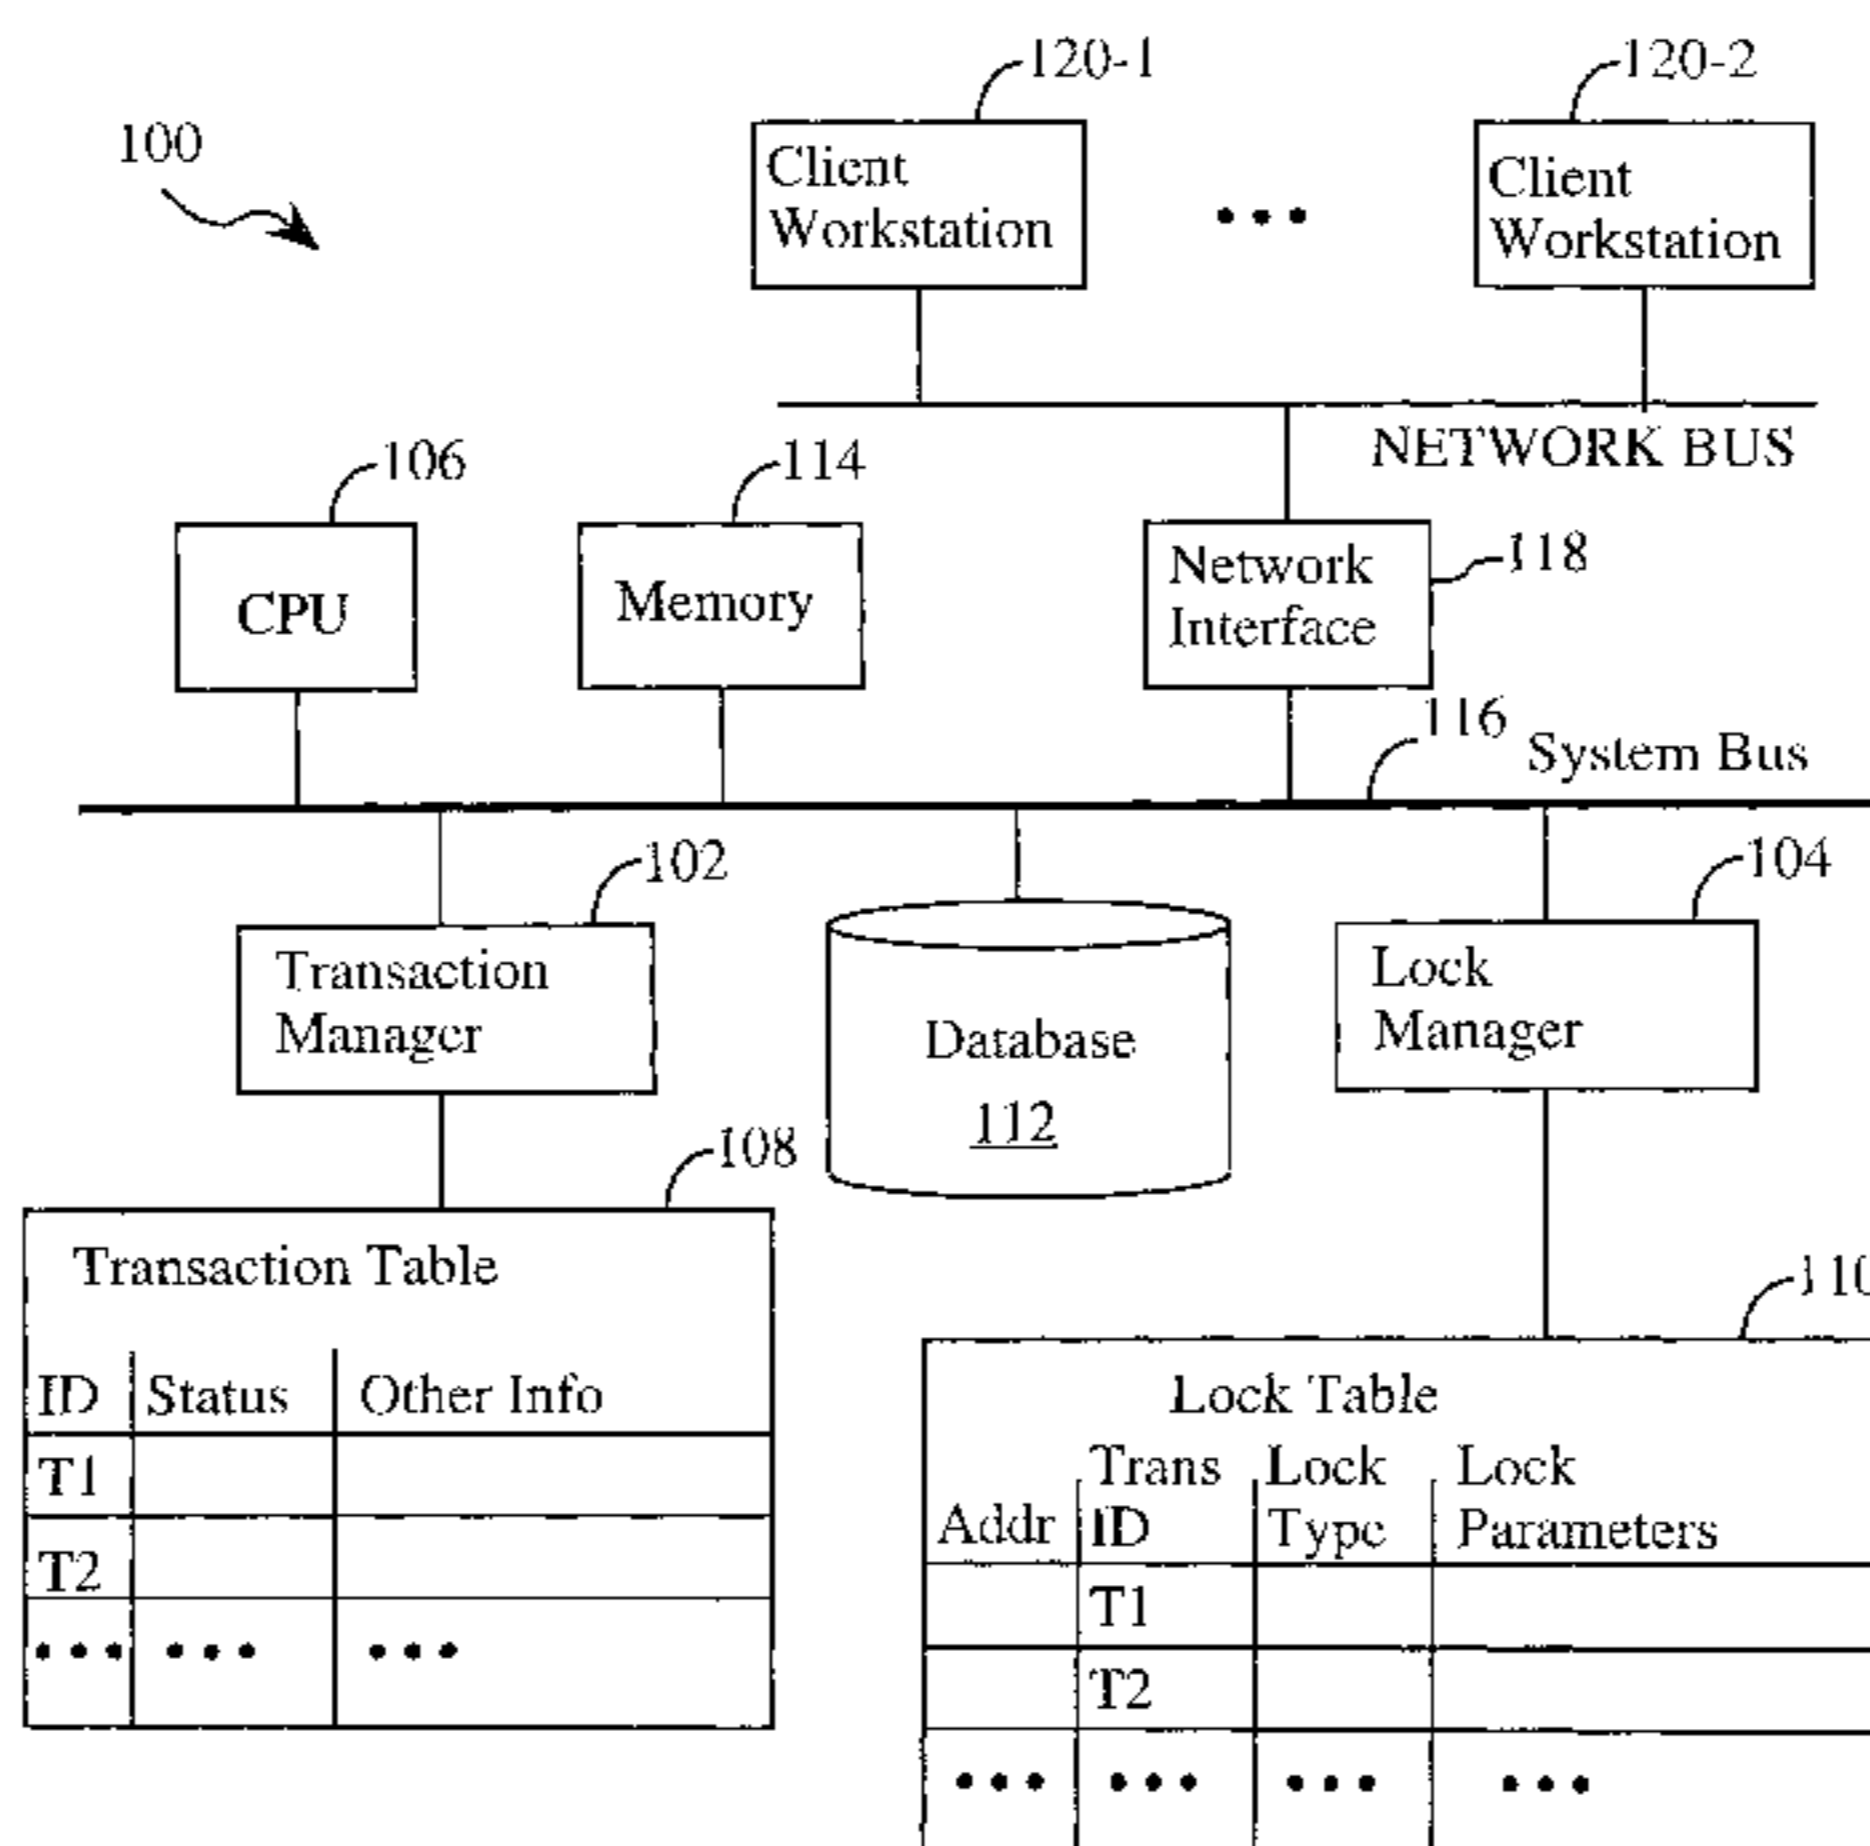 120-1
120-2
100
Client
Workstation
Client
Workstation
NETWORK BUS
106
114
118
CPU
Memory
Network
Interface
116
System Bus
102
104
Transaction
Manager
Database
112
Lock
Manager
108
Transaction Table
110
ID Status Other Info
T1
T2
Lock Table
Addr Trans ID Lock Type Lock Parameters
T1
T2